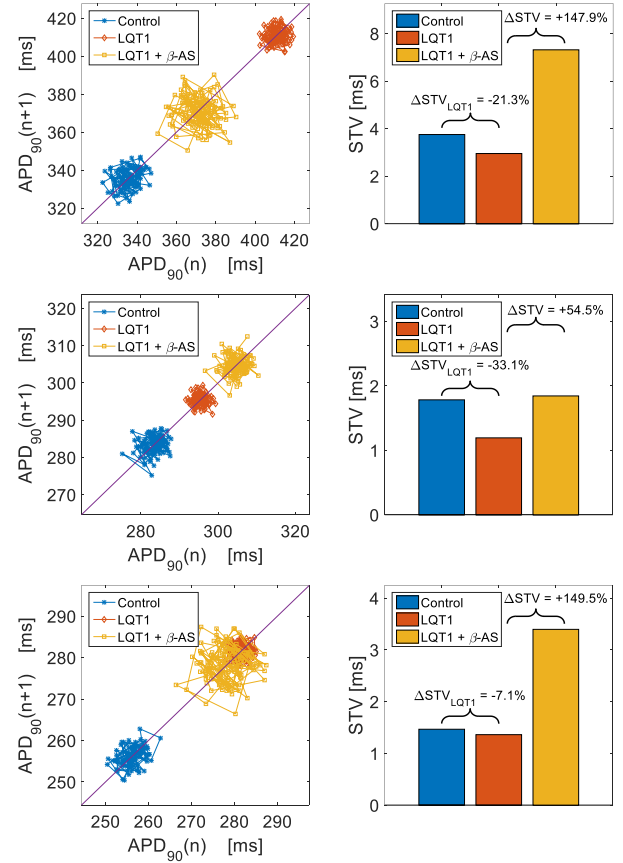 Control
LQT1
LQT1 + β-AS
APD90(n+1) [ms]
420
400
380
360
340
320
320 340 360 380 400 420
APD90(n) [ms]
Control
LQT1
LQT1 + β-AS
ΔSTV = +147.9%
ΔSTVLQT1 = -21.3%
STV [ms]
8
6
4
2
0
Control
LQT1
LQT1 + β-AS
APD90(n+1) [ms]
320
310
300
290
280
270
280 300 320
APD90(n) [ms]
Control
LQT1
LQT1 + β-AS
ΔSTV = +54.5%
ΔSTVLQT1 = -33.1%
STV [ms]
3
2
1
0
Control
LQT1
LQT1 + β-AS
APD90(n+1) [ms]
290
280
270
260
250
250 260 270 280 290
APD90(n) [ms]
Control
LQT1
LQT1 + β-AS
ΔSTV = +149.5%
ΔSTVLQT1 = -7.1%
STV [ms]
4
3
2
1
0